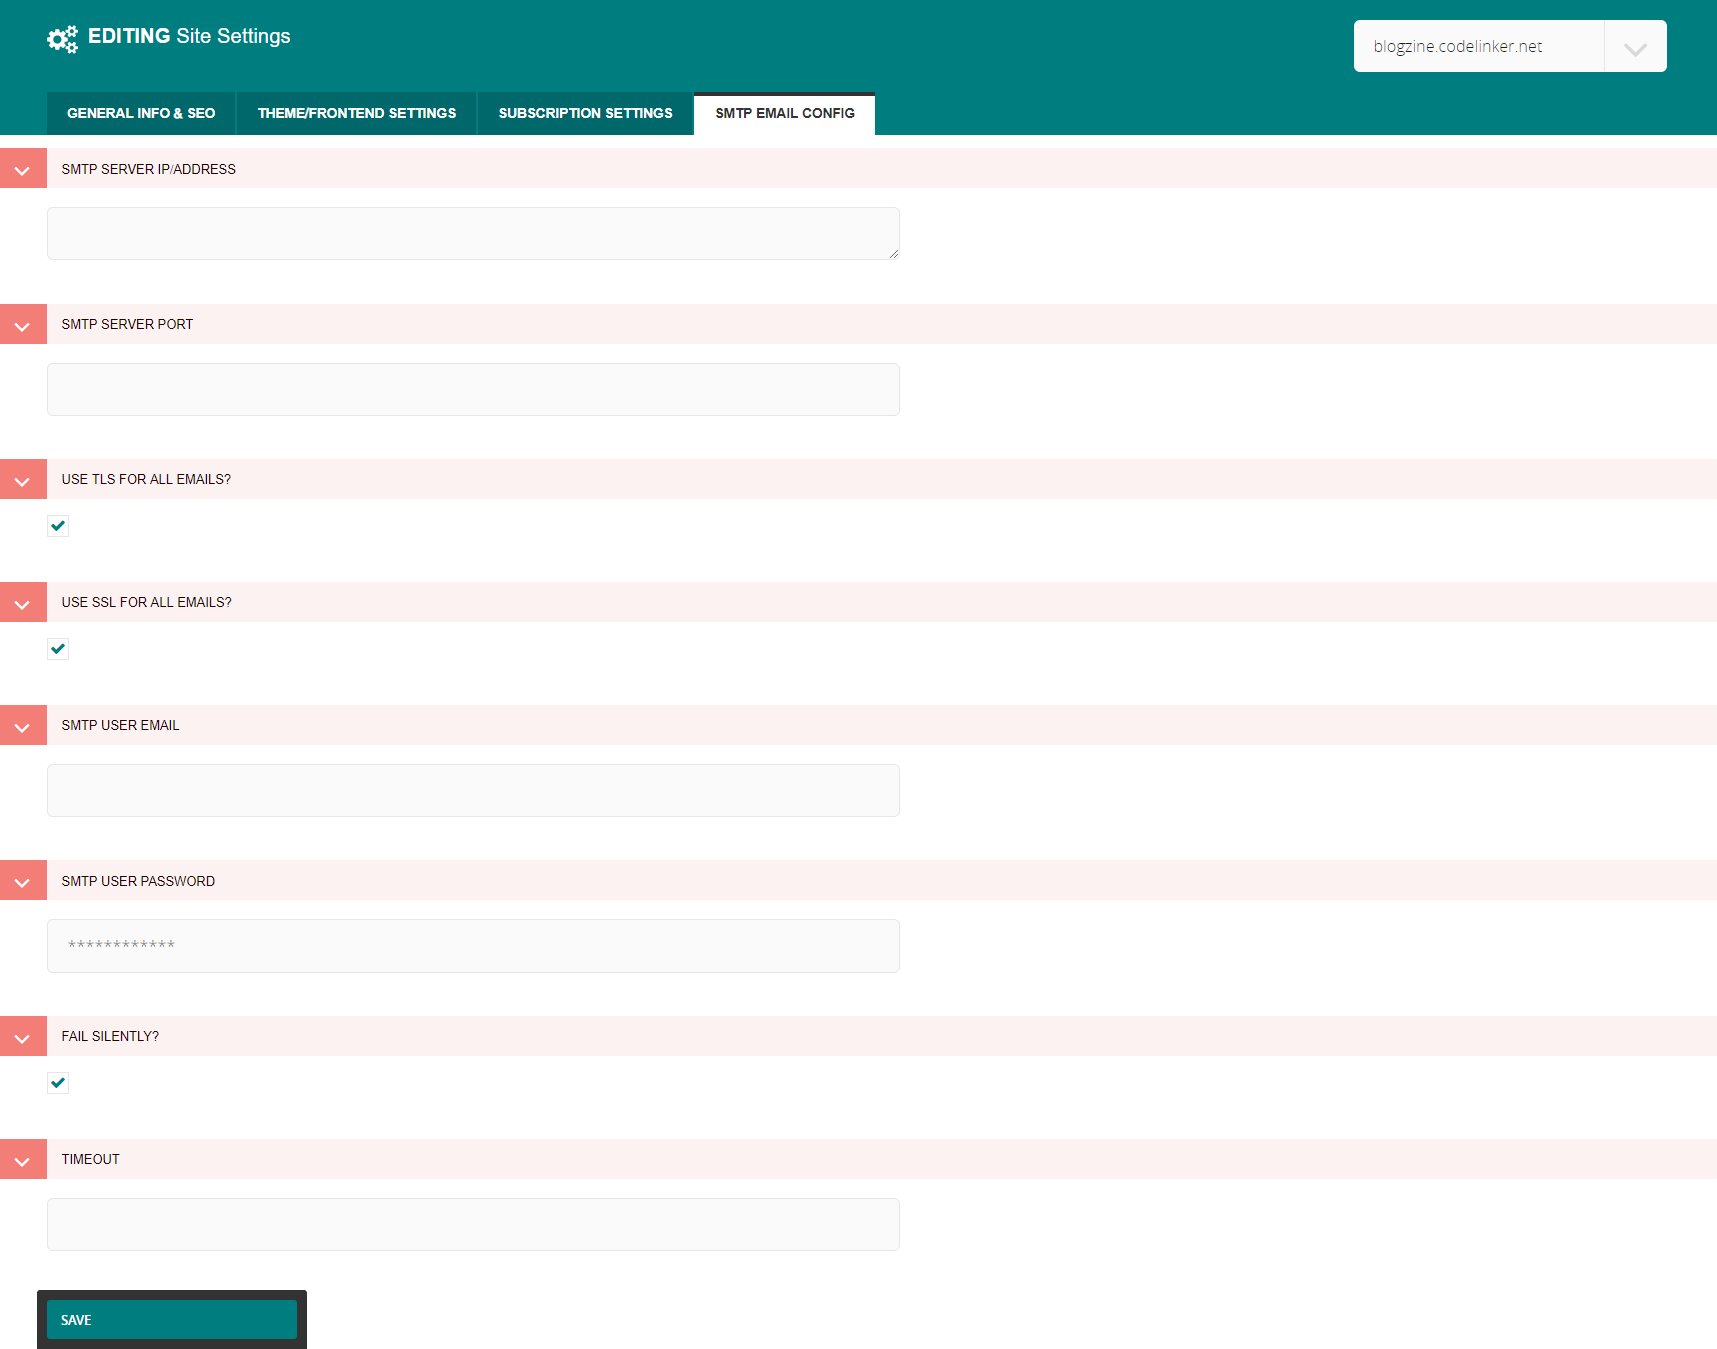 EDITING Site Settings
blogzine.codelinker.net
GENERAL INFO & SEO
THEME/FRONTEND SETTINGS
SUBSCRIPTION SETTINGS
SMTP EMAIL CONFIG
SMTP SERVER IP/ADDRESS
SMTP SERVER PORT
USE TLS FOR ALL EMAILS?
USE SSL FOR ALL EMAILS?
SMTP USER EMAIL
SMTP USER PASSWORD
************
FAIL SILENTLY?
TIMEOUT
SAVE